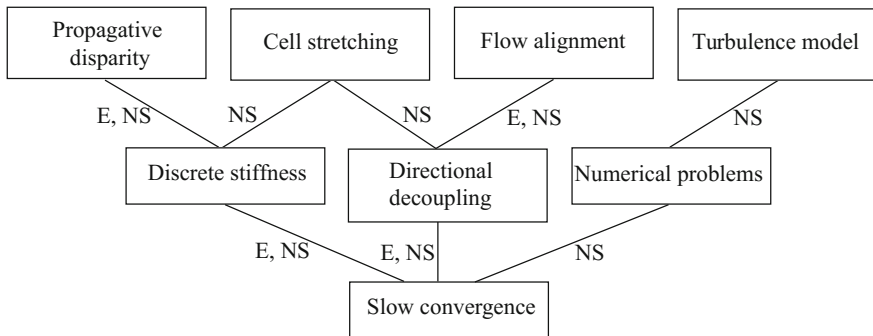 Propagative
disparity
Cell stretching
Flow alignment
Turbulence model
E, NS
NS
NS
E, NS
NS
Discrete stiffness
Directional
decoupling
Numerical problems
E, NS
E, NS
NS
Slow convergence